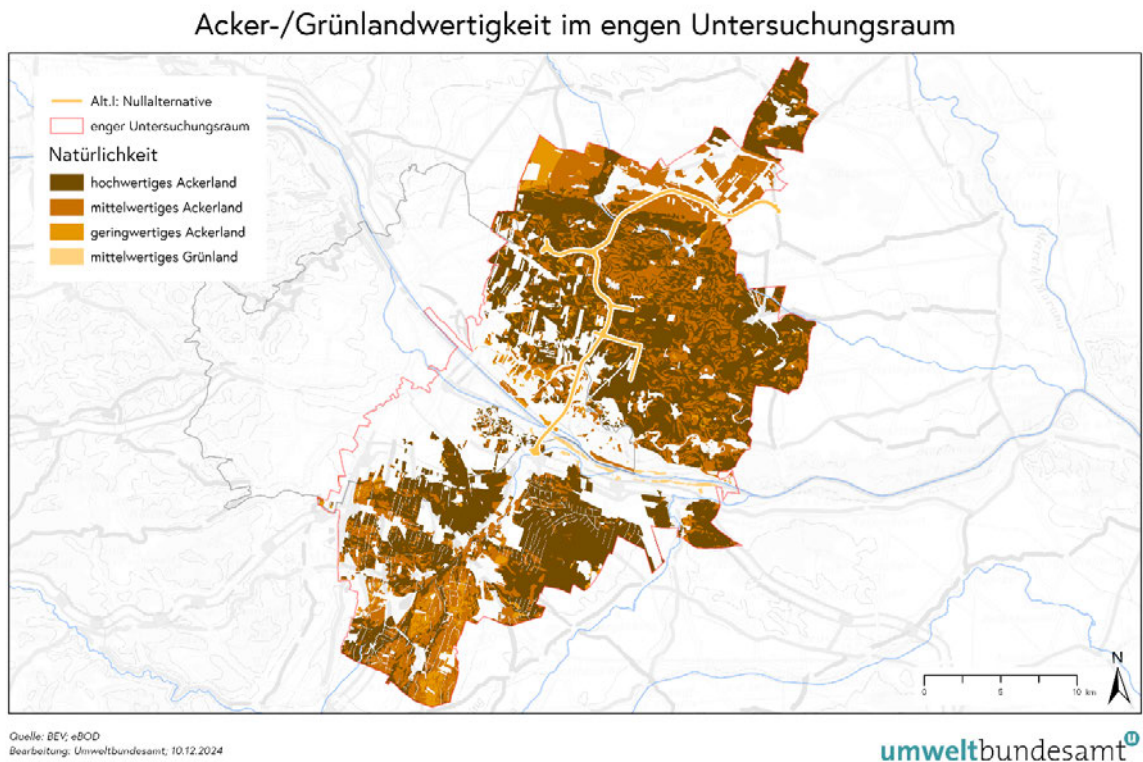 Acker-/Grünlandwertigkeit im engen Untersuchungsraum
Alt.I: Nullalternative
enger Untersuchungsraum
Natürlichkeit
hochwertiges Ackerland
mittelwertiges Ackerland
geringwertiges Ackerland
mittelwertiges Grünland
N
0 5 10 km
Quelle: BEV; eBOD
Bearbeitung: Umweltbundesamt; 10.12.2024
umweltbundesamt U